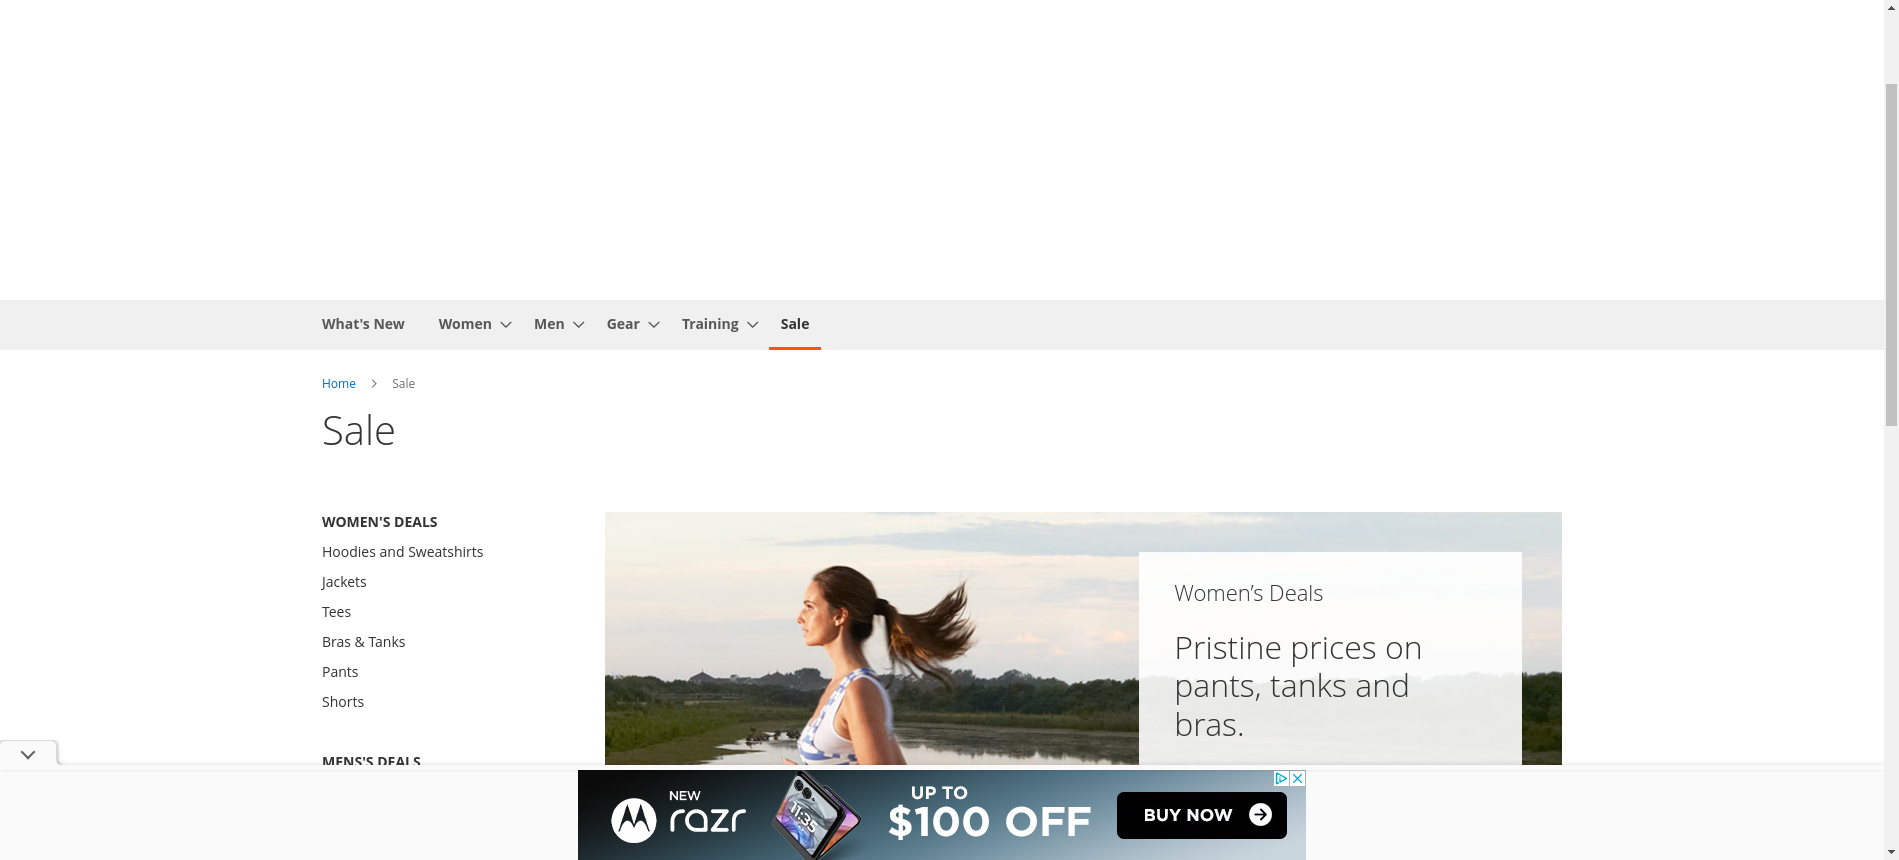 What's New Women Men Gear Training Sale
Home Sale
Sale
WOMEN'S DEALS
Hoodies and Sweatshirts
Jackets
Tees
Bras & Tanks
Pants
Shorts
MENS'S DEALS
Women’s Deals
Pristine prices on
pants, tanks and
bras.
NEW
razr
11:35
UP TO
$100 OFF
BUY NOW